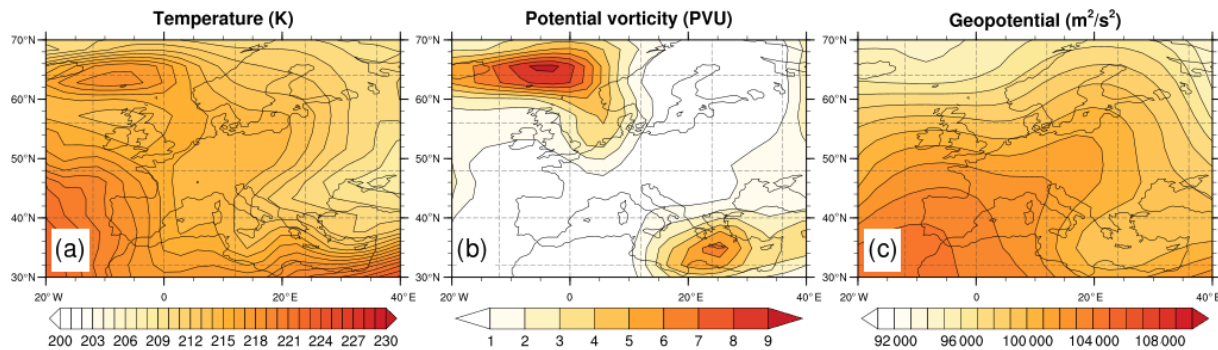 Temperature (K)
70°N
60°N
50°N
40°N
30°N
(a)
20°W 0 20°E 40°E
200 203 206 209 212 215 218 221 224 227 230
Potential vorticity (PVU)
70°N
60°N
50°N
40°N
30°N
(b)
20°W 0 20°E 40°E
1 2 3 4 5 6 7 8 9
Geopotential (m²/s²)
70°N
60°N
50°N
40°N
30°N
(c)
20°W 0 20°E 40°E
92 000 96 000 100 000 104 000 108 000